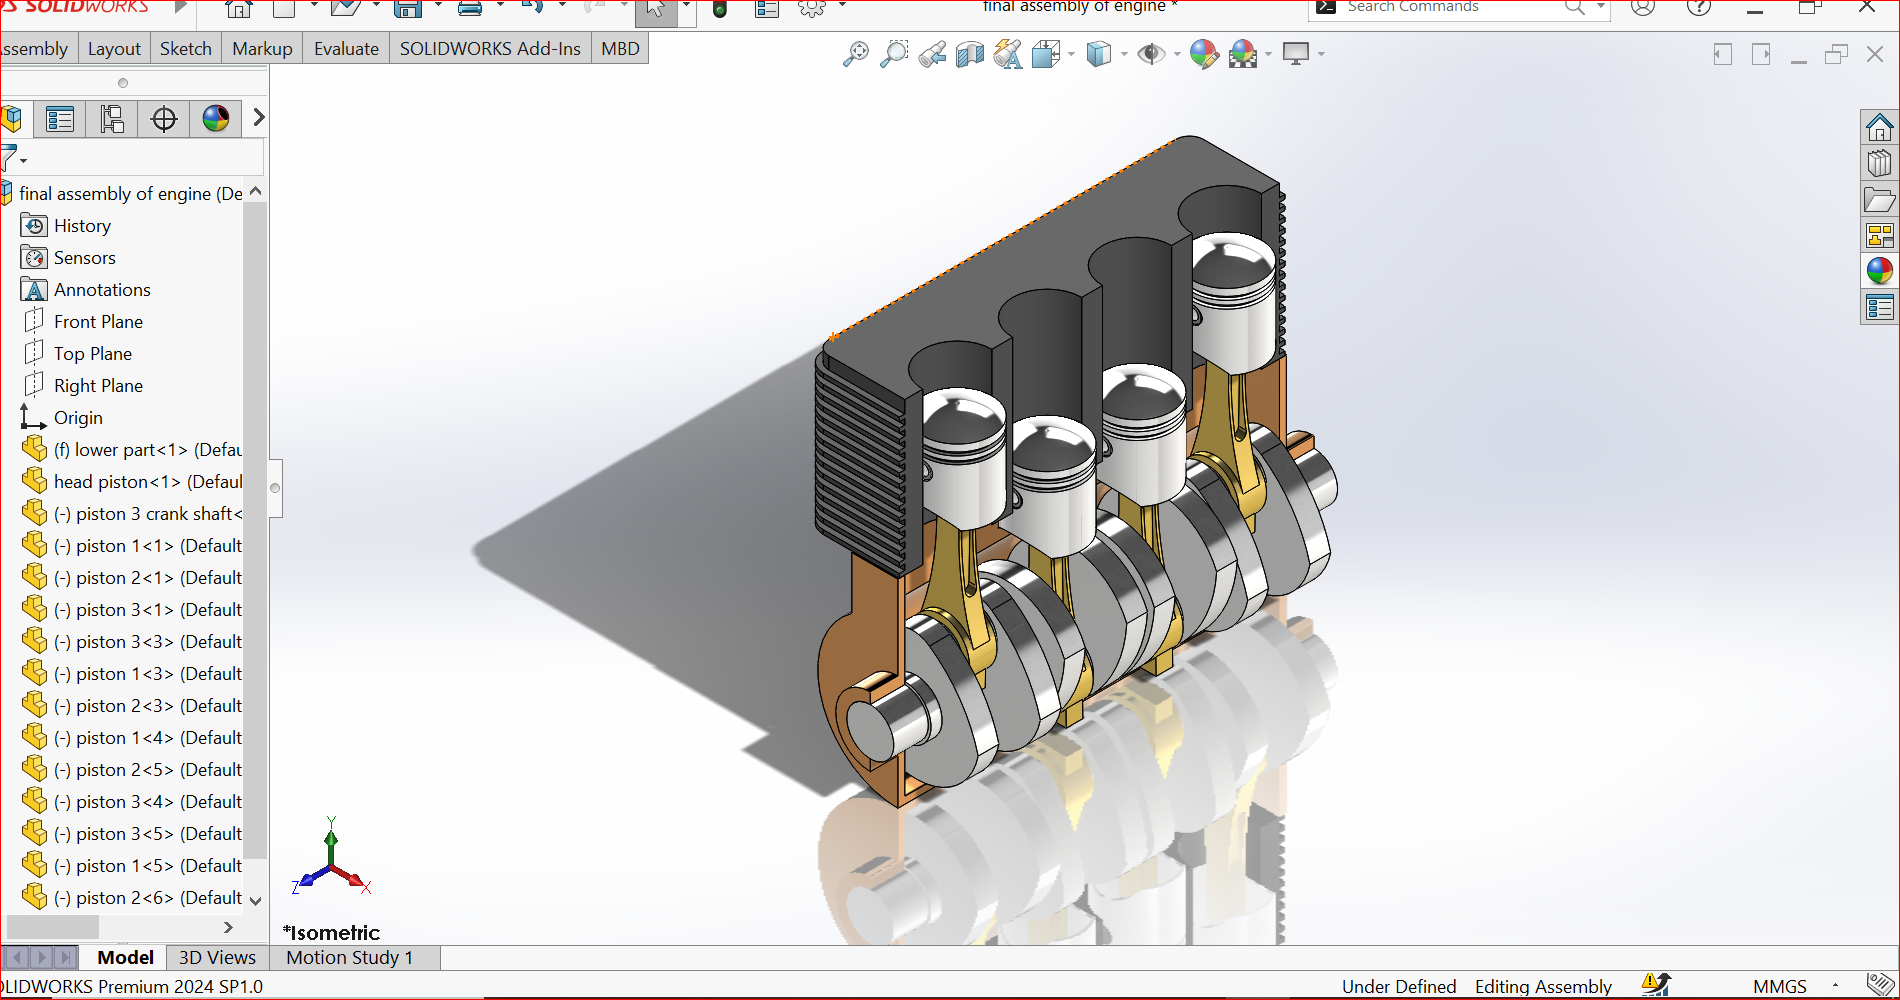 SOLIDWORKS
final assembly of engine *
Search Commands
ssembly Layout Sketch Markup Evaluate SOLIDWORKS Add-Ins MBD
final assembly of engine (De
History
Sensors
Annotations
Front Plane
Top Plane
Right Plane
Origin
(f) lower part<1> (Defau
head piston<1> (Defaul
(-) piston 3 crank shaft<
(-) piston 1<1> (Default
(-) piston 2<1> (Default
(-) piston 3<1> (Default
(-) piston 3<3> (Default
(-) piston 1<3> (Default
(-) piston 2<3> (Default
(-) piston 1<4> (Default
(-) piston 2<5> (Default
(-) piston 3<4> (Default
(-) piston 3<5> (Default
(-) piston 1<5> (Default
(-) piston 2<6> (Default
Y
Z
X
*Isometric
Model 3D Views Motion Study 1
OLIDWORKS Premium 2024 SP1.0
Under Defined Editing Assembly MMGS